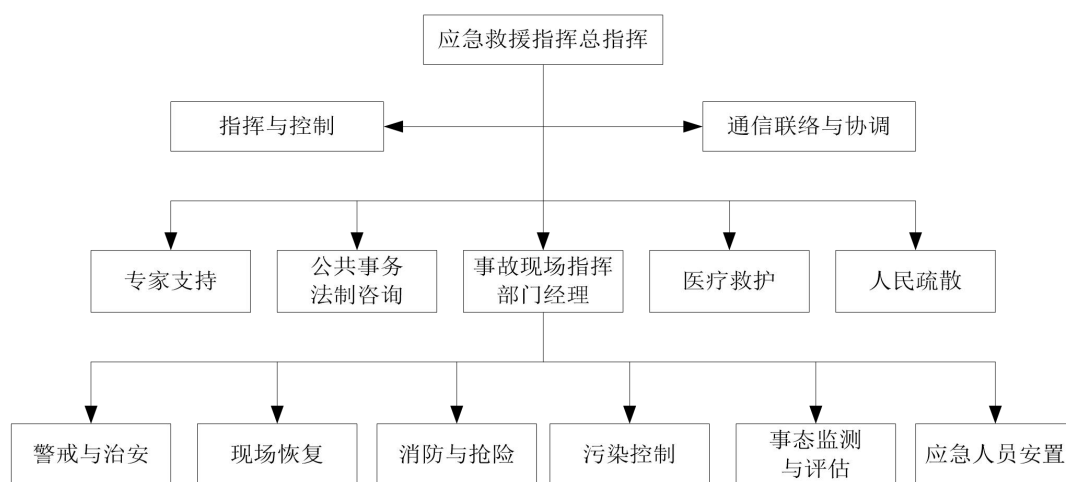 应急救援指挥总指挥
指挥与控制
通信联络与协调
专家支持
公共事务
法制咨询
事故现场指挥
部门经理
医疗救护
人民疏散
警戒与治安
现场恢复
消防与抢险
污染控制
事态监测
与评估
应急人员安置